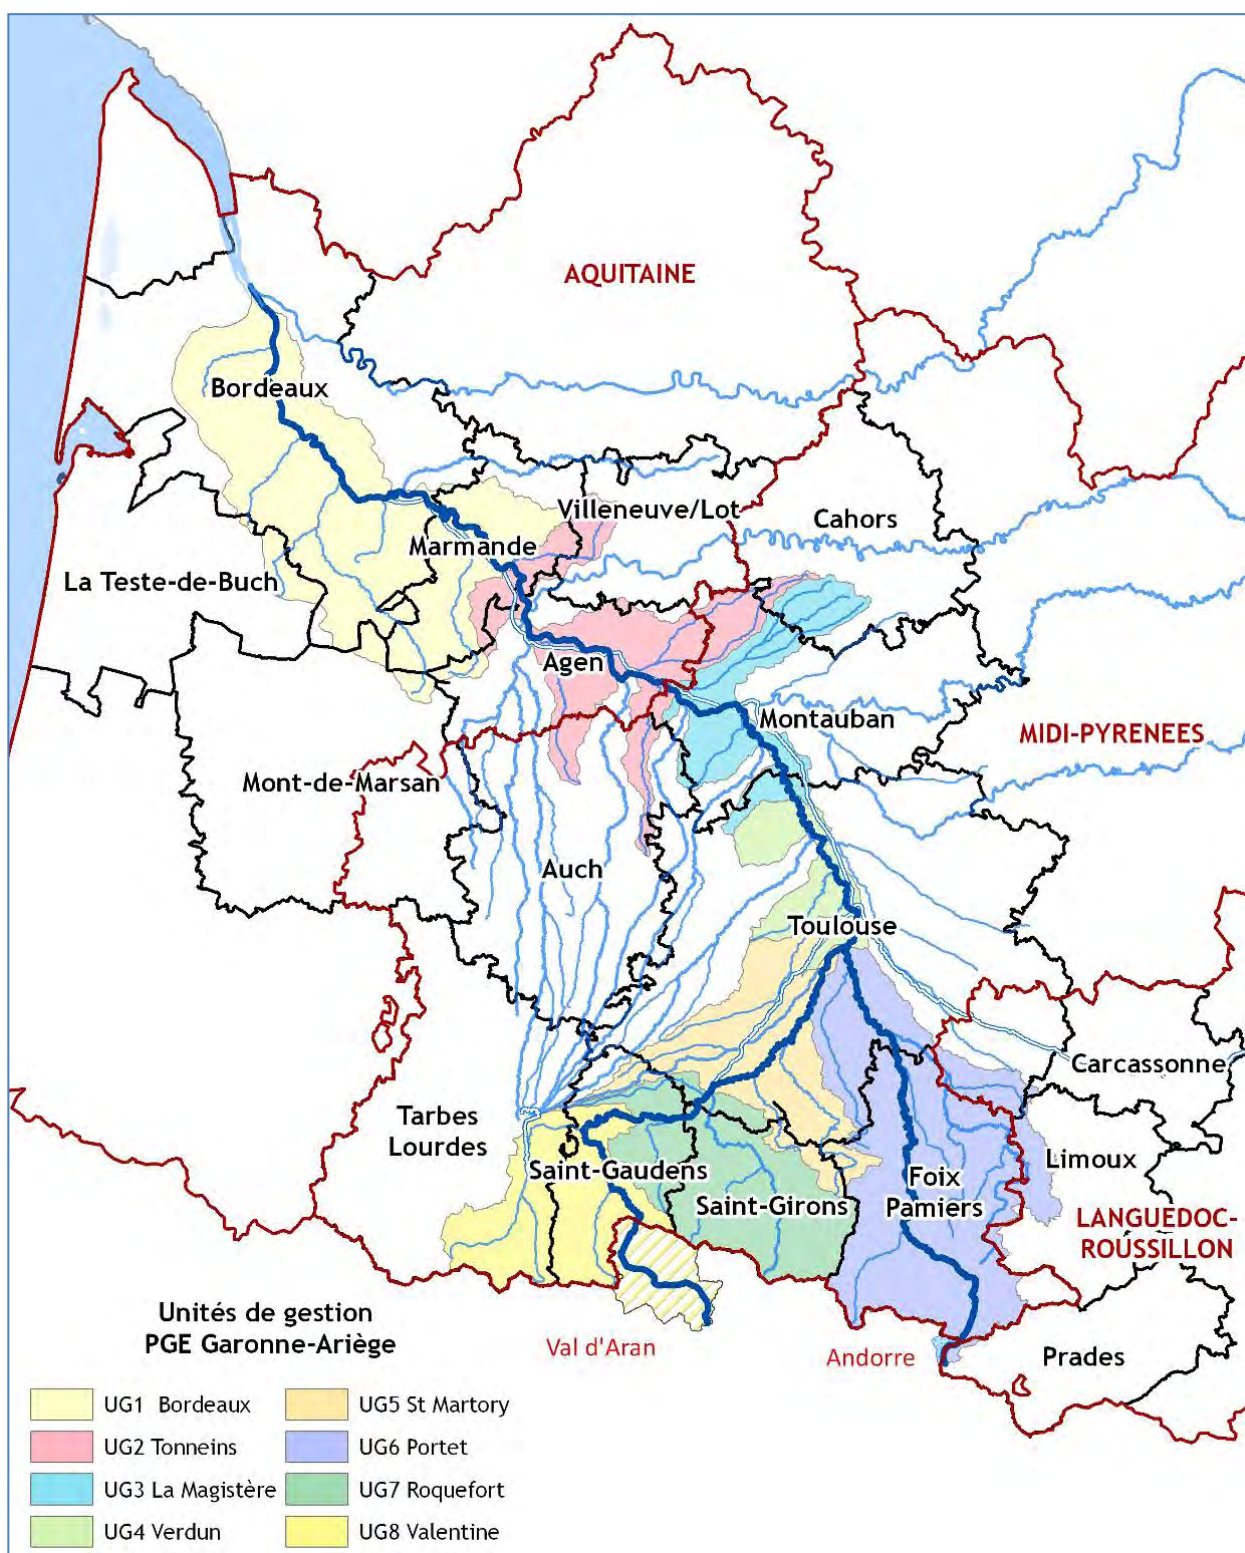 AQUITAINE
Bordeaux
Villeneuve/Lot
Cahors
Marmande
La Teste-de-Buch
Agen
Montauban
MIDI-PYRENEES
Mont-de-Marsan
Auch
Toulouse
Carcassonne
Tarbes
Lourdes
Saint-Gaudens
Limoux
Foix
Pamiers
Saint-Girons
LANGUEDOC-
ROUSSILLON
Val d'Aran
Andorre
Prades
Unités de gestion
PGE Garonne-Ariège
UG1 Bordeaux
UG2 Tonneins
UG3 La Magistère
UG4 Verdun
UG5 St Martory
UG6 Portet
UG7 Roquefort
UG8 Valentine